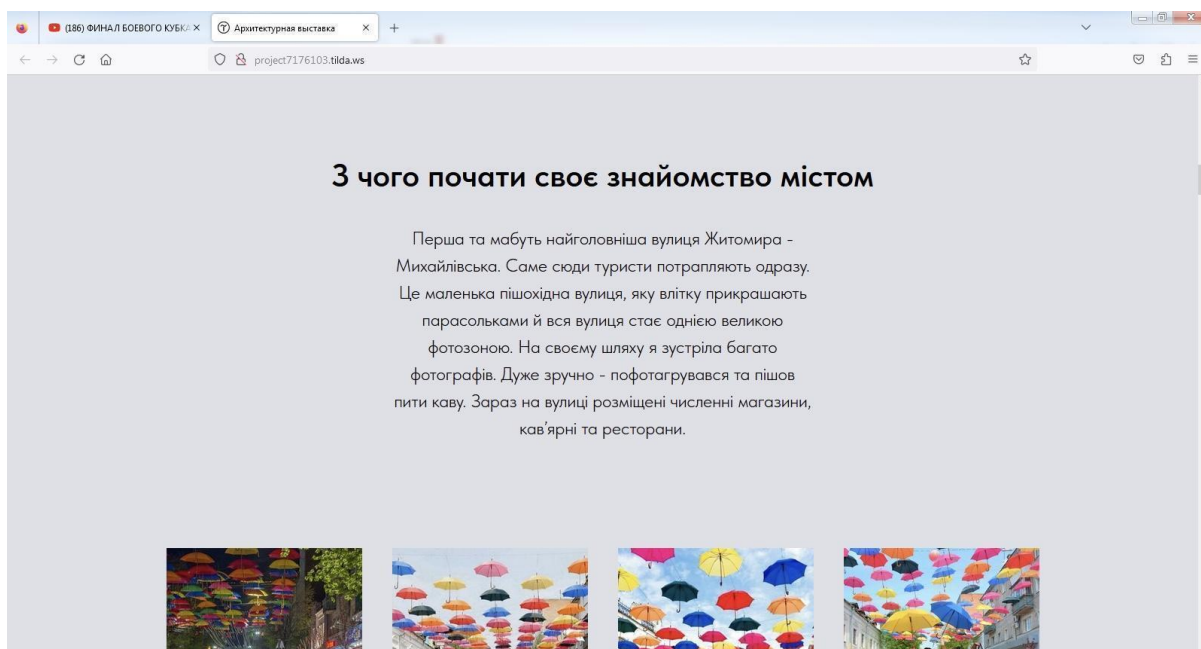 (186) ФИНАЛ БОЕВОГО КУБКА
Архитектурная выставка
project7176103.tilda.ws
З чого почати своє знайомство містом
Перша та мабуть найголовніша вулиця Житомира -
Михайлівська. Саме сюди туристи потрапляють одразу.
Це маленька пішохідна вулиця, яку влітку прикрашають
парасольками й вся вулиця стає однією великою
фотозоною. На своєму шляху я зустріла багато
фотографів. Дуже зручно - пофотагрувався та пішов
пити каву. Зараз на вулиці розміщені численні магазини,
кав'ярні та ресторани.